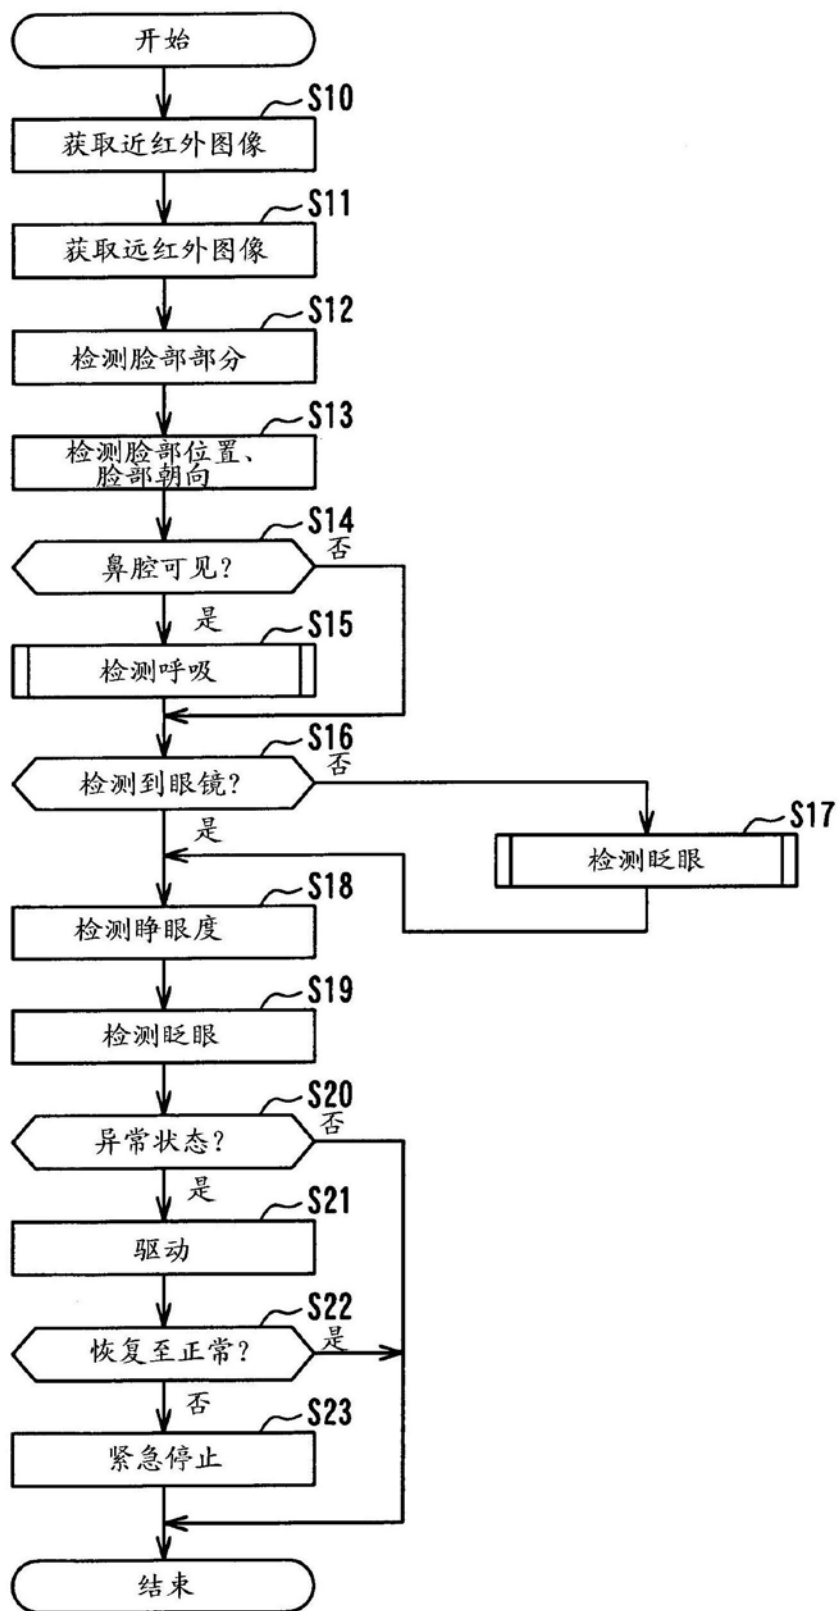 开始
S10
获取近红外图像
S11
获取远红外图像
S12
检测脸部部分
S13
检测脸部位置、
脸部朝向
S14
鼻腔可见?
否
是
S15
检测呼吸
S16
检测到眼镜?
否
是
S17
检测眨眼
S18
检测睁眼度
S19
检测眨眼
S20
异常状态?
否
是
S21
驱动
S22
恢复至正常?
是
否
S23
紧急停止
结束